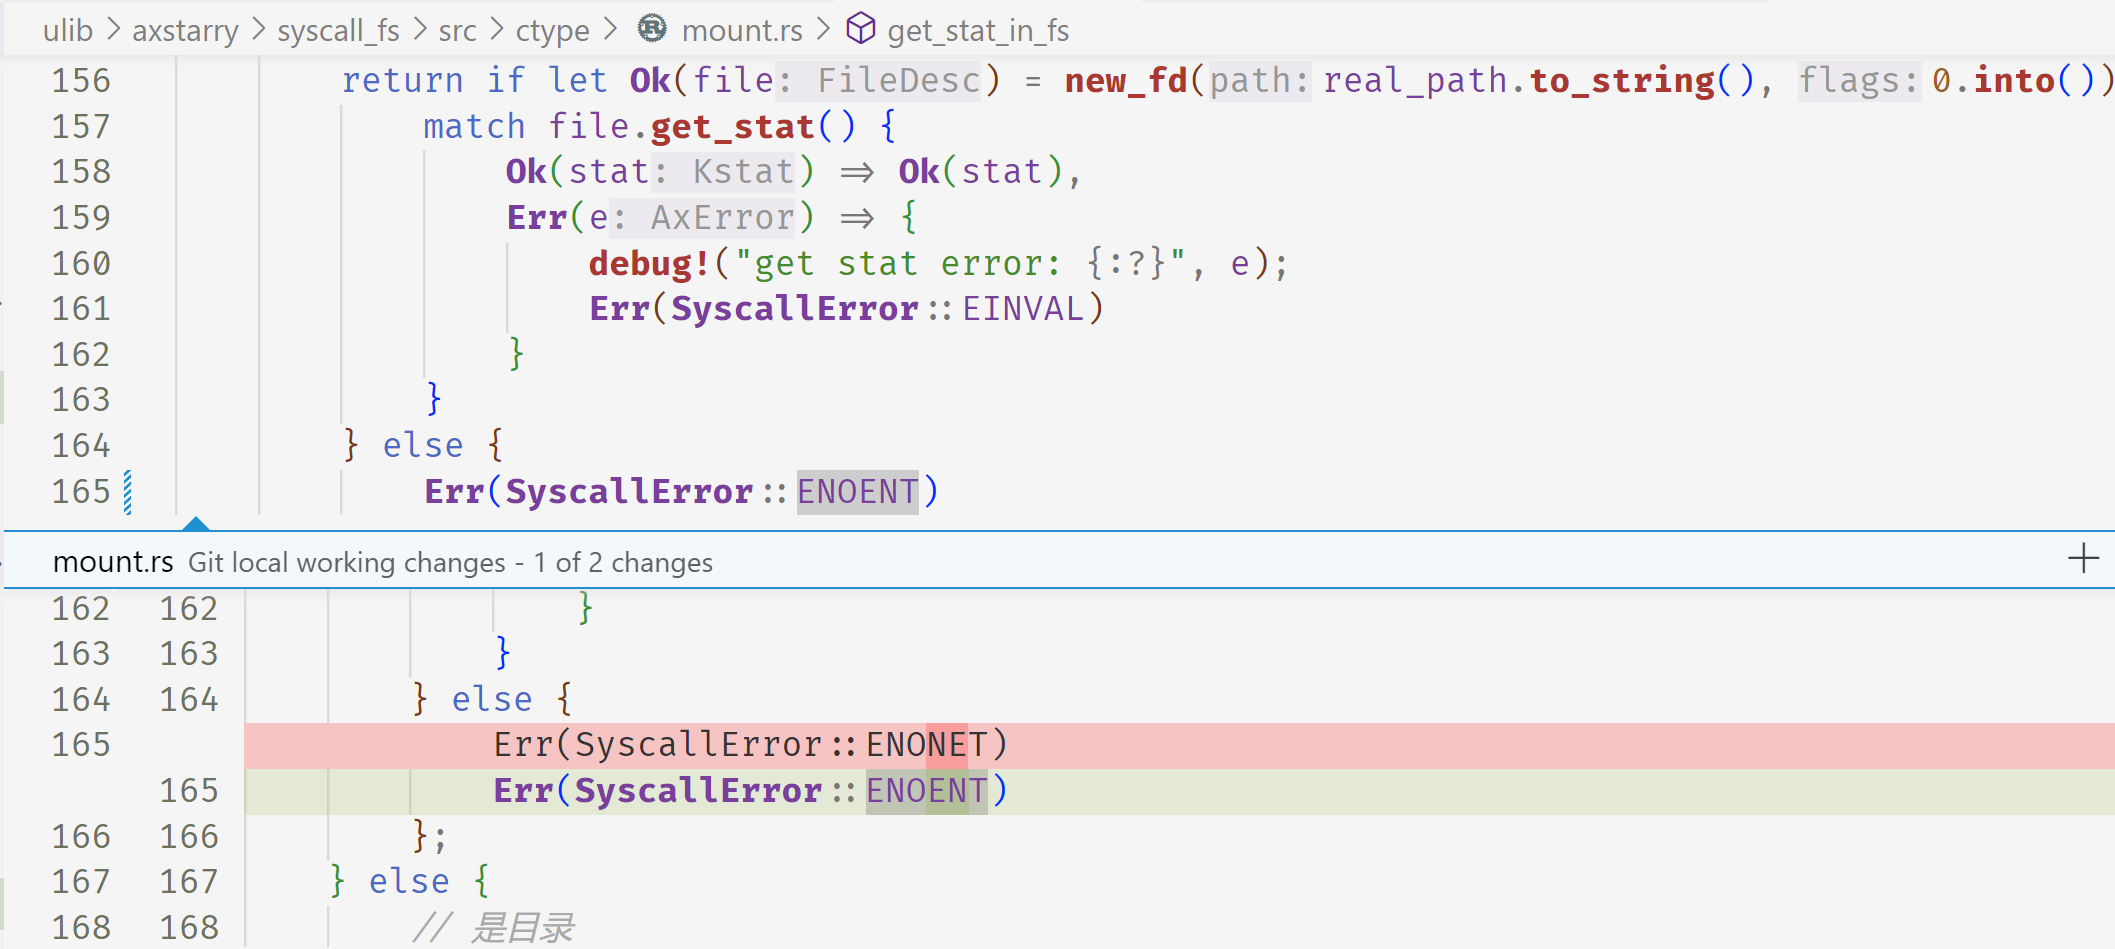 ulib > axstarry > syscall_fs > src > ctype > mount.rs > get_stat_in_fs
156 return if let Ok(file: FileDesc) = new_fd(path: real_path.to_string(), flags: 0.into())
157 match file.get_stat() {
158 Ok(stat: Kstat) => Ok(stat),
159 Err(e: AxError) => {
160 debug!("get stat error: {:?}", e);
161 Err(SyscallError::EINVAL)
162 }
163 }
164 } else {
165 Err(SyscallError::ENOENT)
mount.rs Git local working changes - 1 of 2 changes
162 162 }
163 163 }
164 164 } else {
165 Err(SyscallError::ENONET)
165 Err(SyscallError::ENOENT)
166 166 };
167 167 } else {
168 168 // 是目录